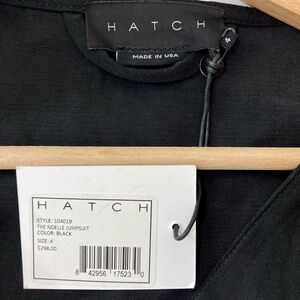 HATCH
MADE IN USA
4
HATCH
STYLE: 104019
THE NOELLE JUMPSUIT
COLOR: BLACK
SIZE: 4
$298.00
8 42956 17523 0